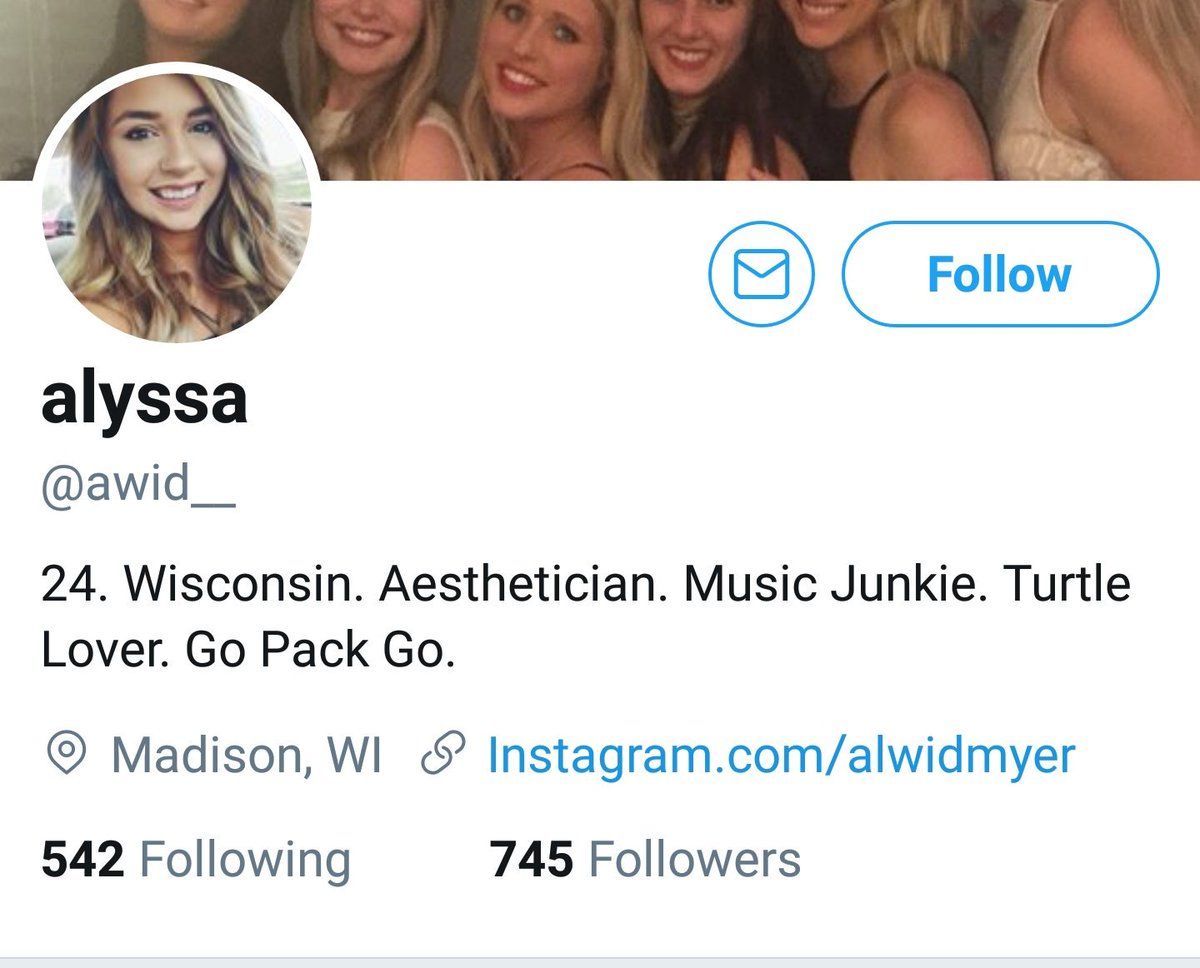 Follow
alyssa
@awid__
24. Wisconsin. Aesthetician. Music Junkie. Turtle
Lover. Go Pack Go.
Madison, WI Instagram.com/alwidmyer
542 Following 745 Followers